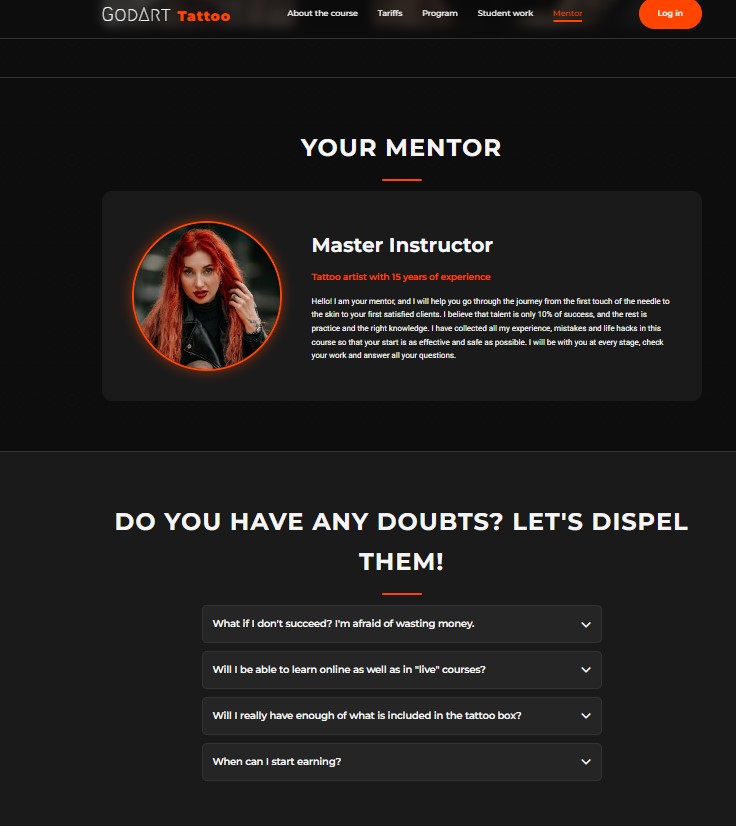 GODART Tattoo
About the course
Tariffs
Program
Student work
Mentor
Log in
YOUR MENTOR
Master Instructor
Tattoo artist with 15 years of experience
Hello! I am your mentor, and I will help you go through the journey from the first touch of the needle to
the skin to your first satisfied clients. I believe that talent is only 10% of success, and the rest is
practice and the right knowledge. I have collected all my experience, mistakes and life hacks in this
course so that your start is as effective and safe as possible. I will be with you at every stage, check
your work and answer all your questions.
DO YOU HAVE ANY DOUBTS? LET'S DISPEL
THEM!
What if I don't succeed? I'm afraid of wasting money.
Will I be able to learn online as well as in "live" courses?
Will I really have enough of what is included in the tattoo box?
When can I start earning?